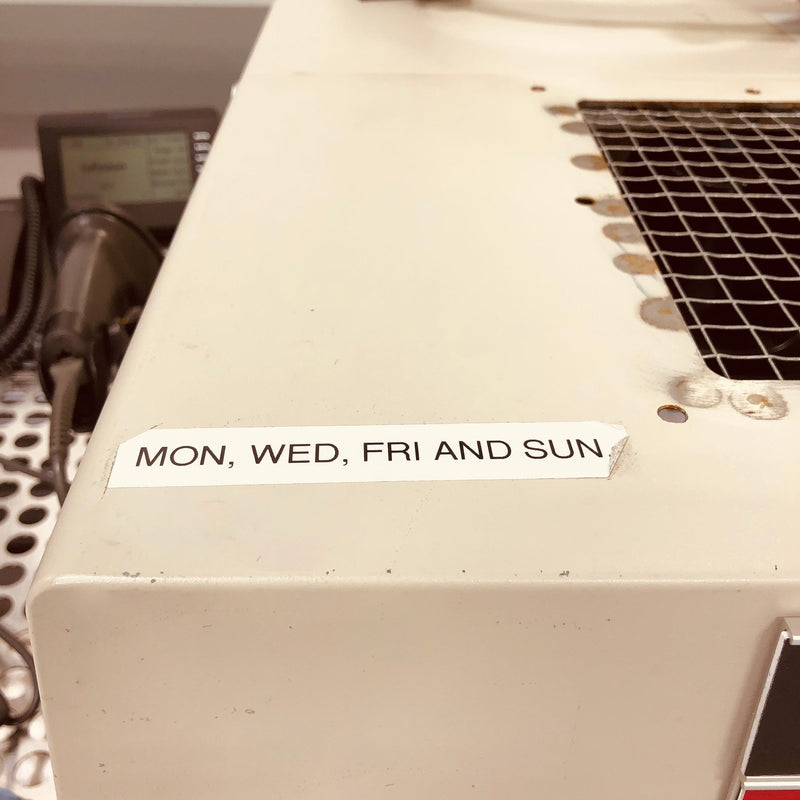 MON, WED, FRI AND SUN